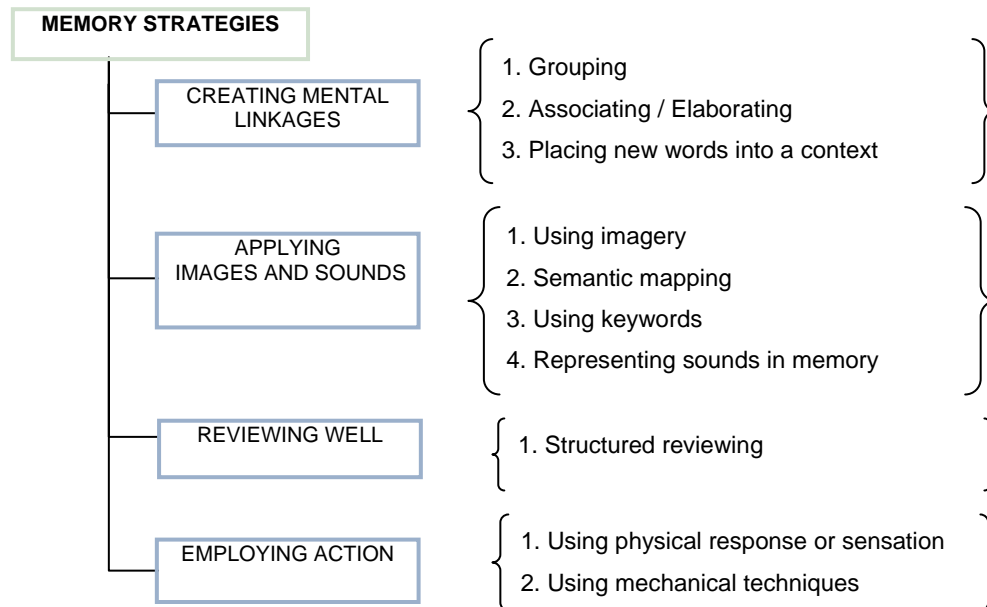 MEMORY STRATEGIES
CREATING MENTAL
LINKAGES
1. Grouping
2. Associating / Elaborating
3. Placing new words into a context
APPLYING
IMAGES AND SOUNDS
1. Using imagery
2. Semantic mapping
3. Using keywords
4. Representing sounds in memory
REVIEWING WELL
1. Structured reviewing
EMPLOYING ACTION
1. Using physical response or sensation
2. Using mechanical techniques